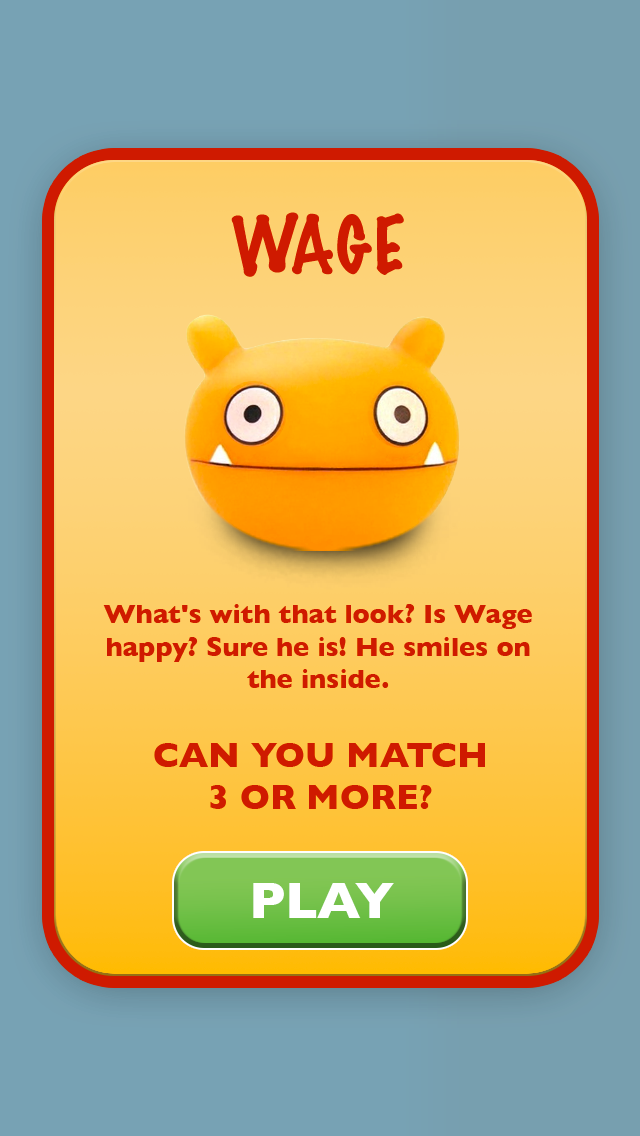 WAGE
What's with that look? Is Wage
happy? Sure he is! He smiles on
the inside.
CAN YOU MATCH
3 OR MORE?
PLAY